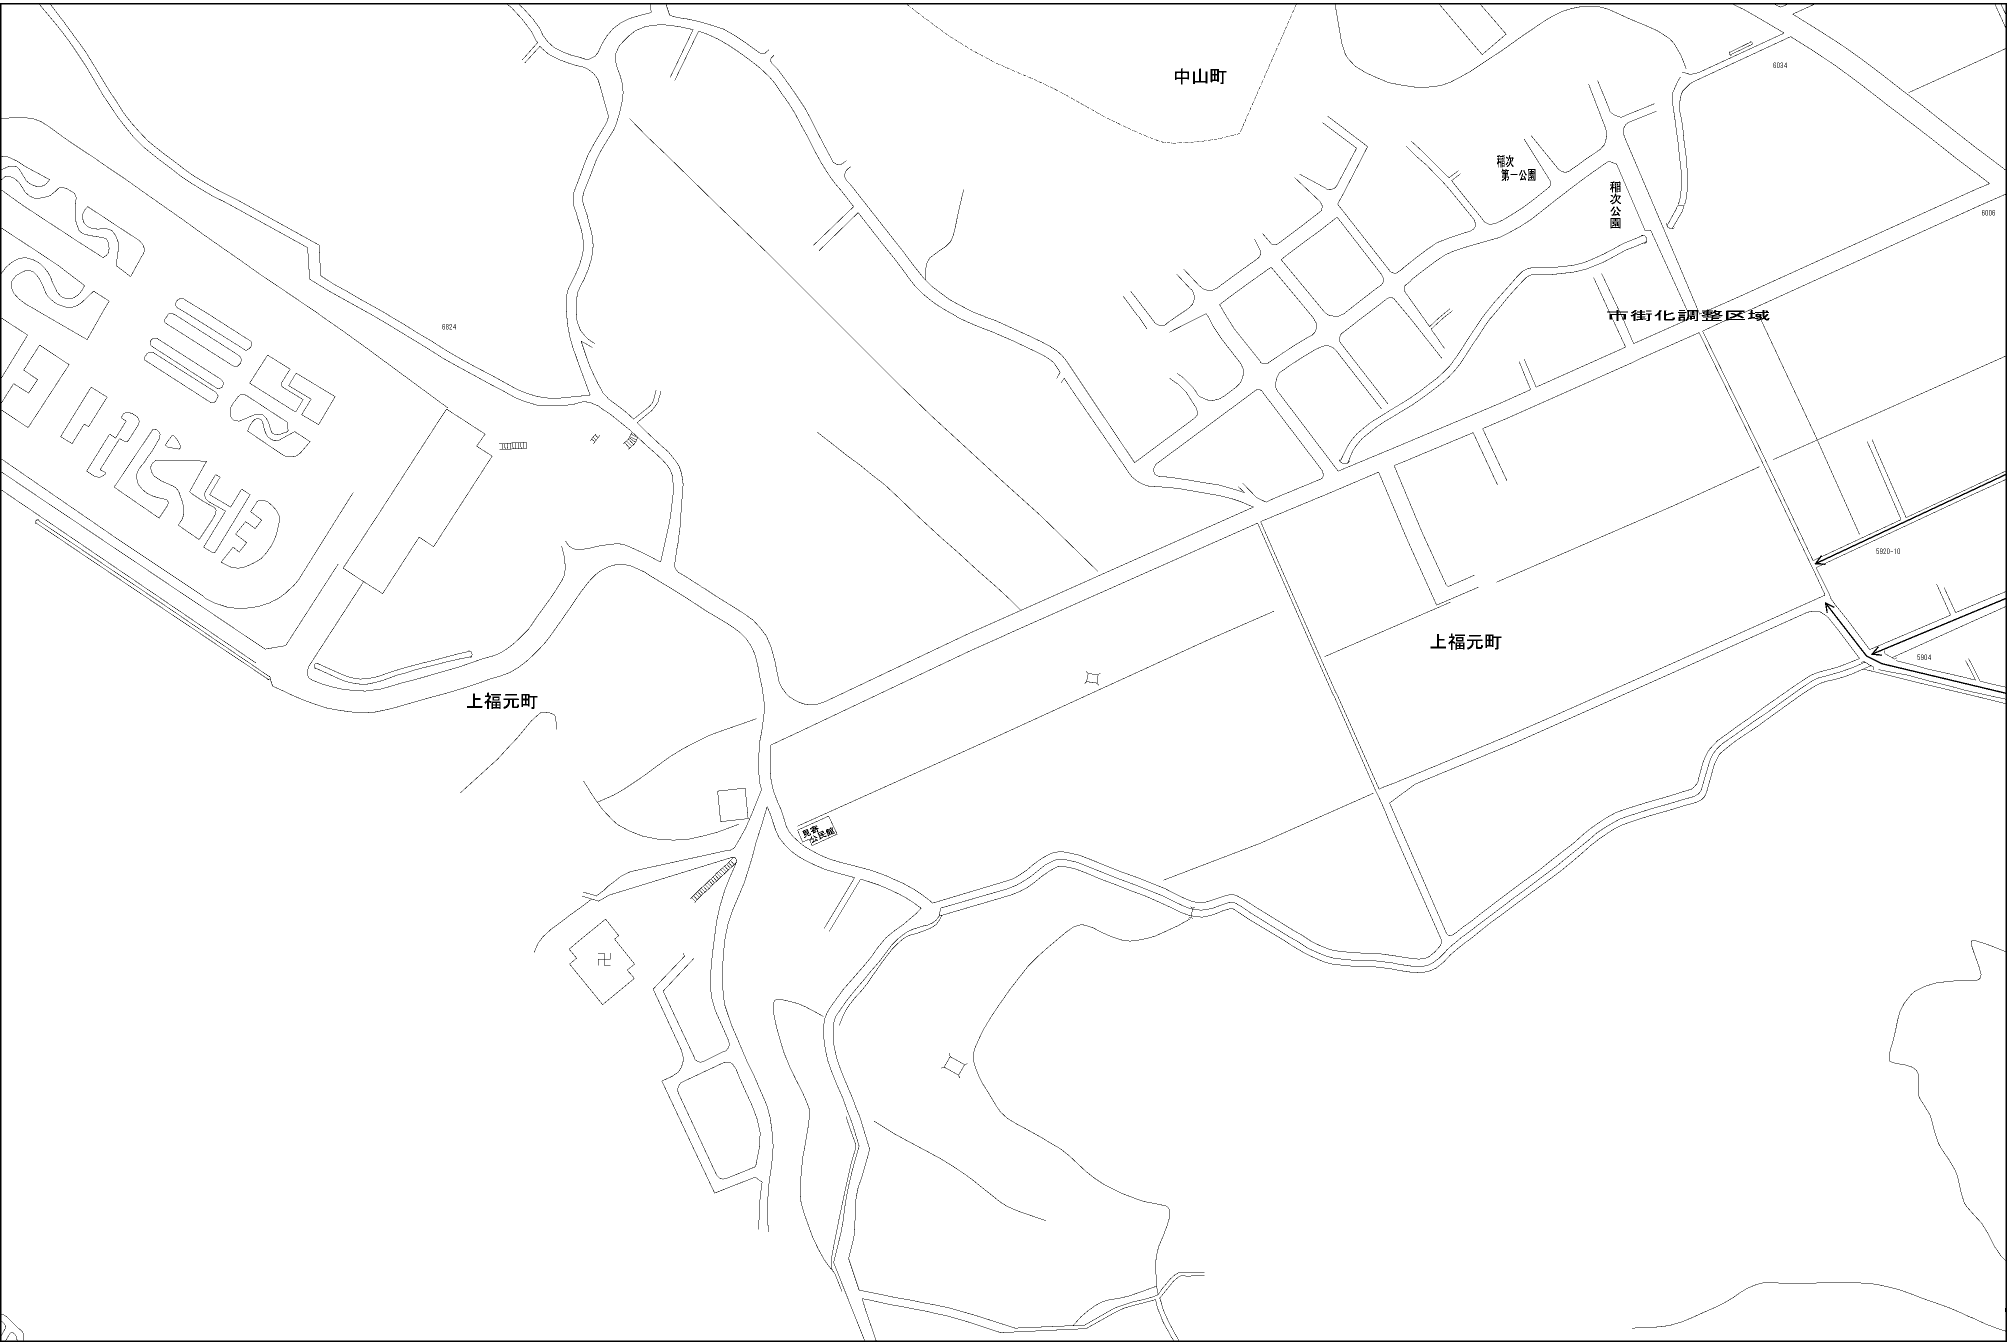 6034
中山町
稲次
第一公園
稲次公園
6006
市街化調整区域
6824
5920-10
上福元町
5904
上福元町
見寄
公民館
卍